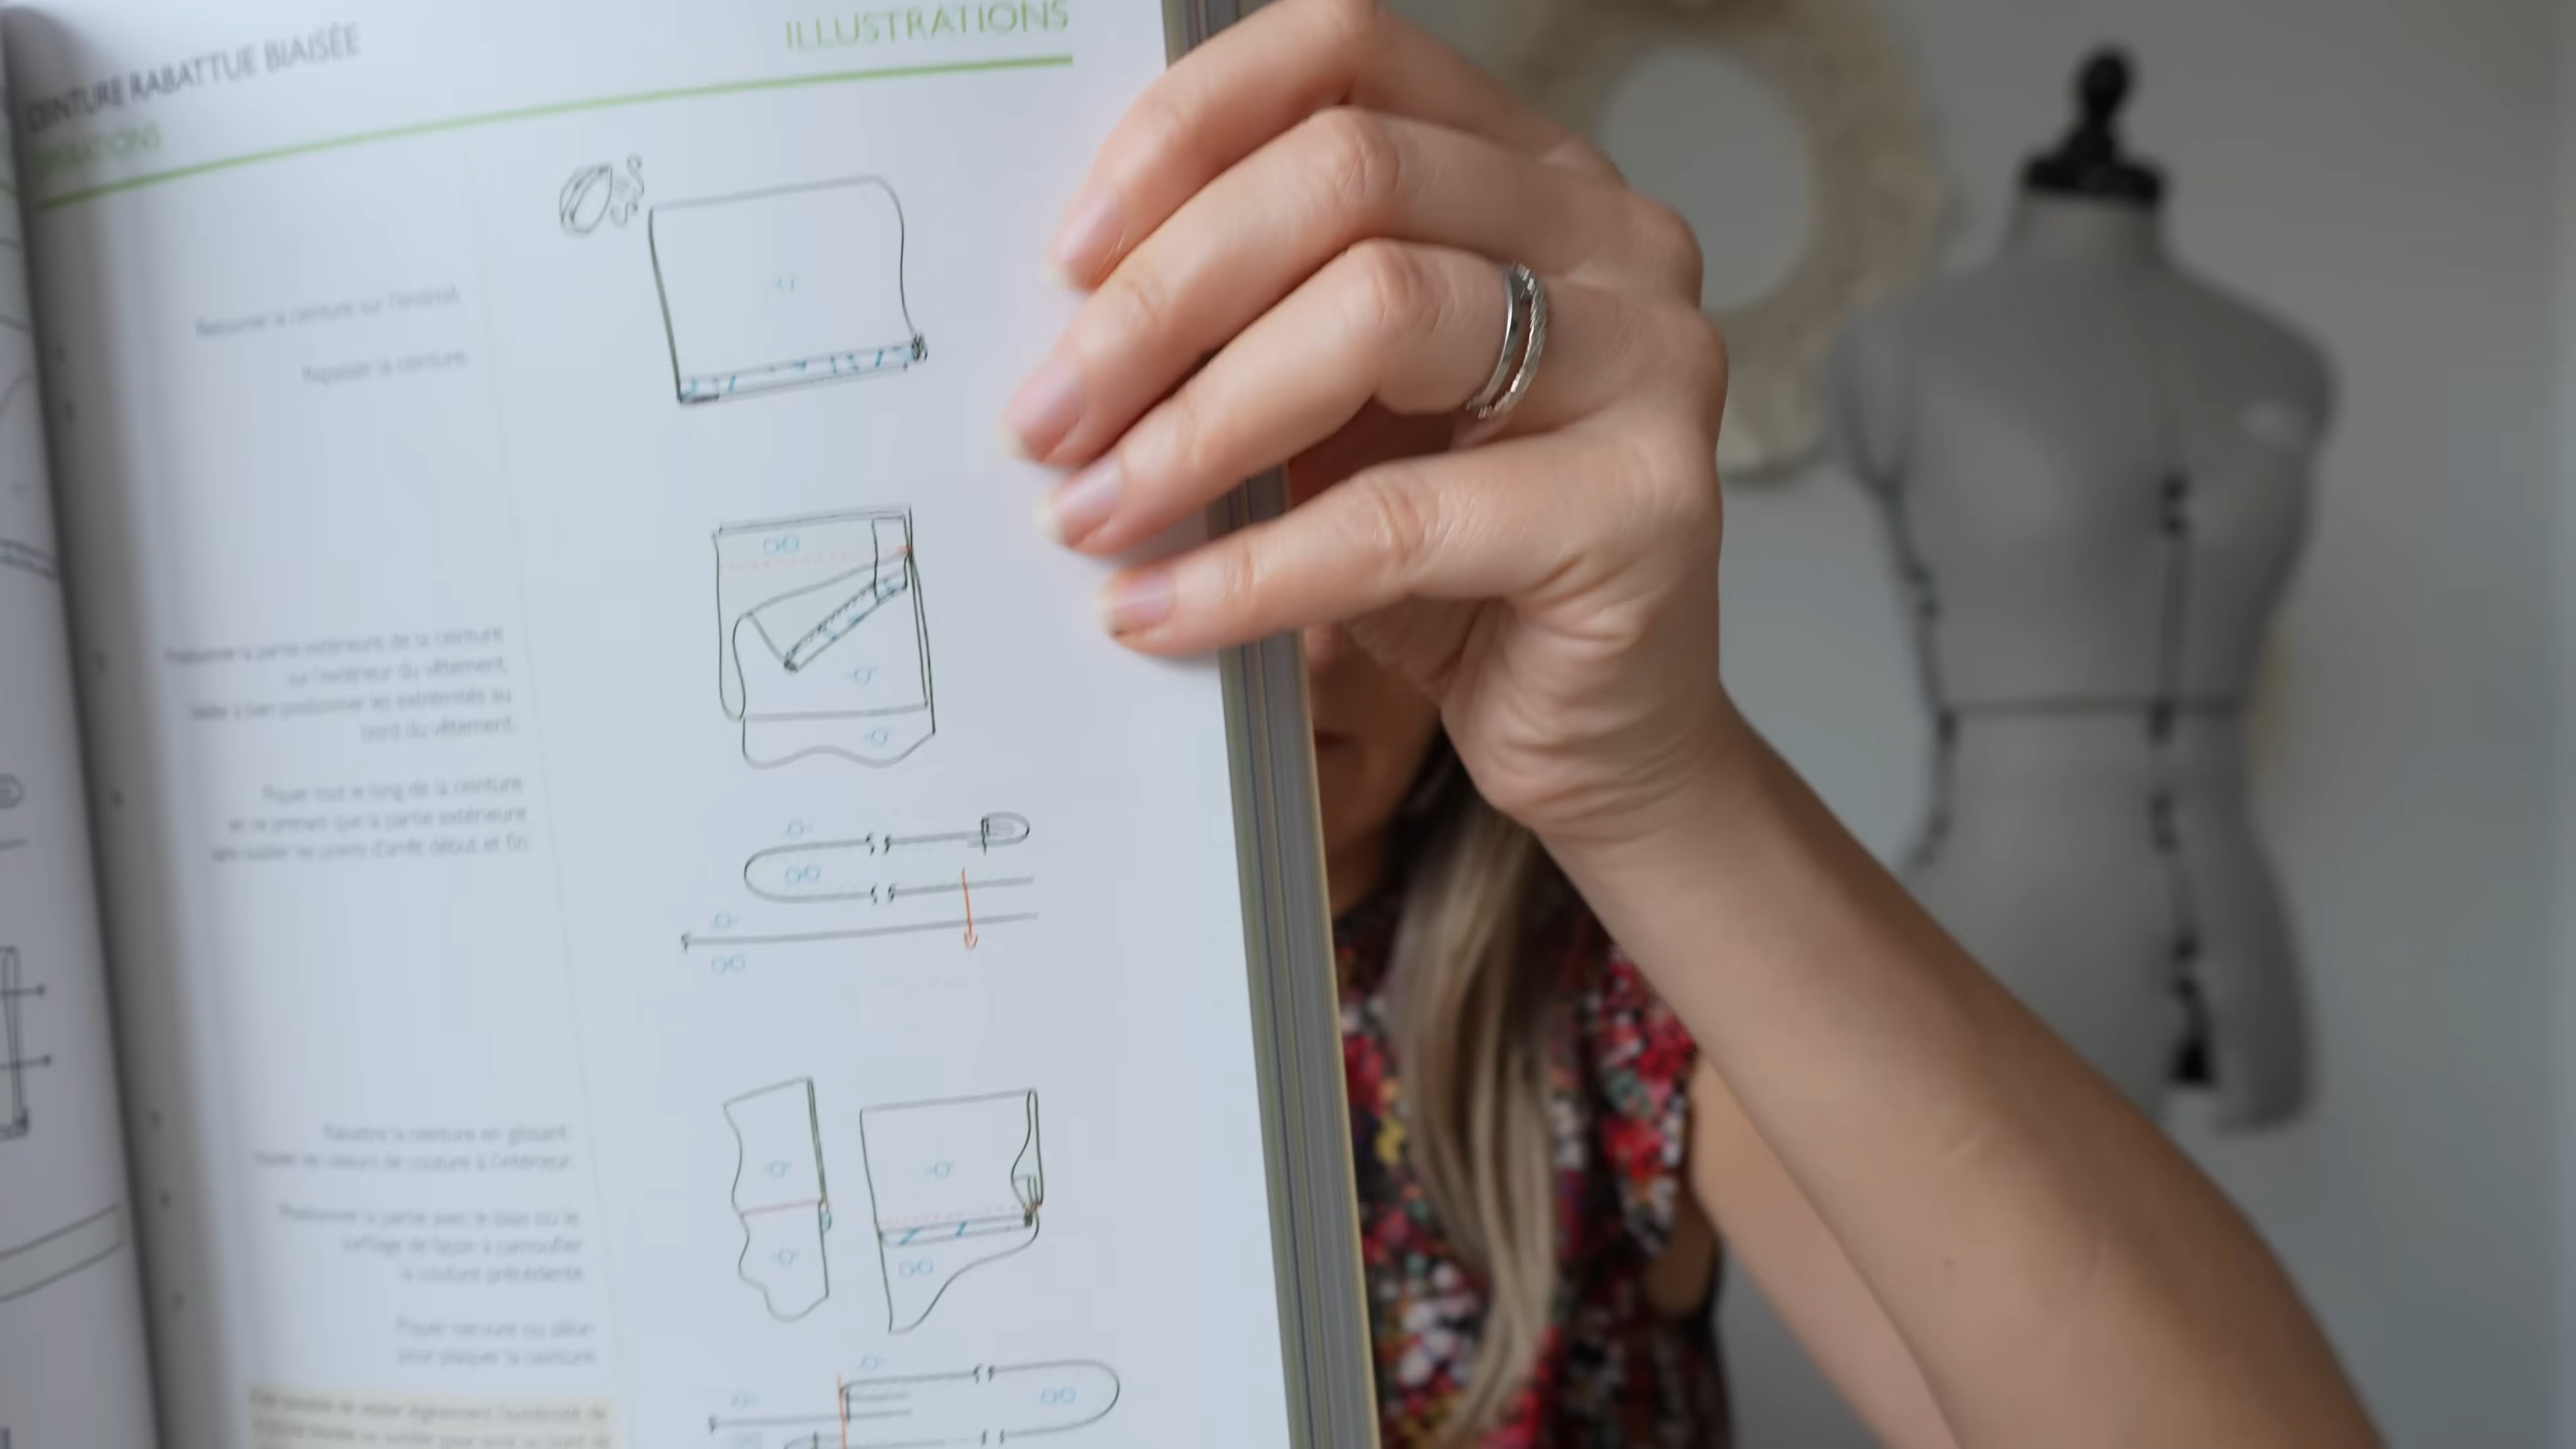 CEINTURE RABATTUE BIAISÉE
ILLUSTRATIONS
Retourner la ceinture sur l'endroit.
Repasser la ceinture.
Positionner la partie extérieure de la ceinture
sur l'extérieur du vêtement,
bien positionner les extrémités au
bord du vêtement.
Piquer tout le long de la ceinture
en ne prenant que la partie extérieure
sans oublier les points d'arrêt début et fin.
Rabattre la ceinture en glissant
les valeurs de couture à l'intérieur.
Positionner la partie avec le biais ou le
surfilage de façon à camoufler
la couture précédente.
Piquer nervure ou sillon
pour plaquer la ceinture.